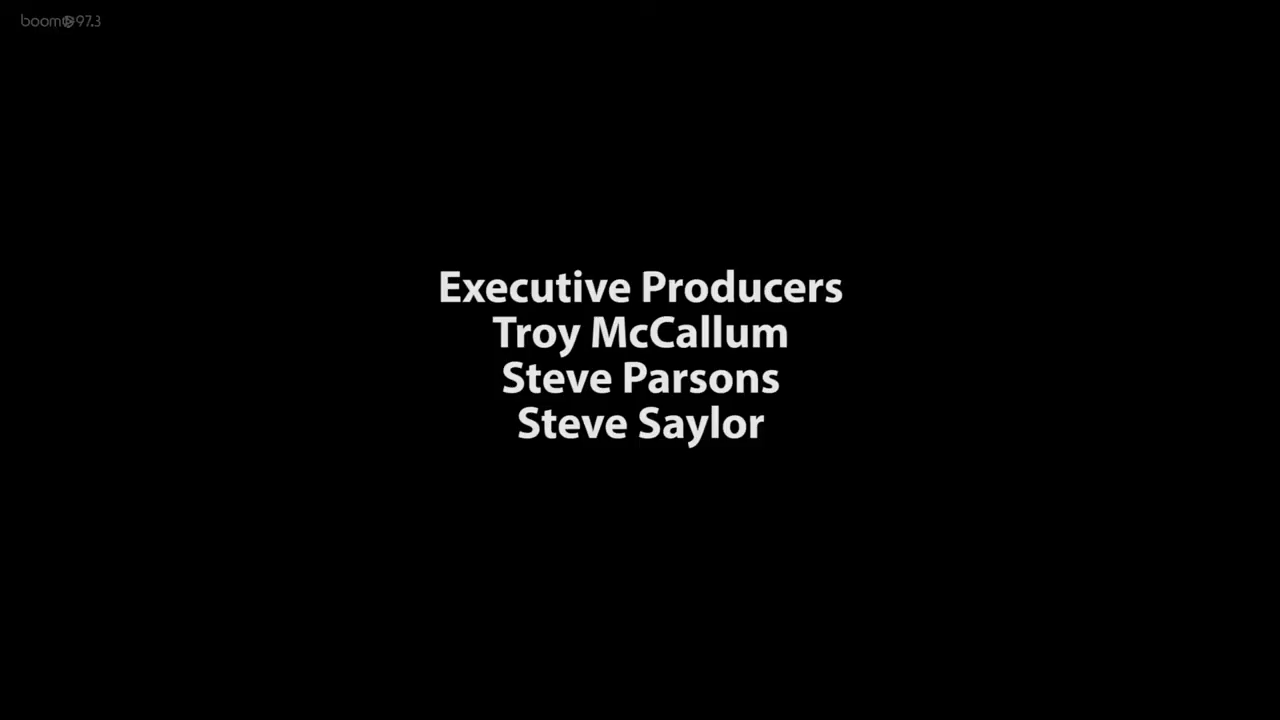 boom 97.3
Executive Producers
Troy McCallum
Steve Parsons
Steve Saylor